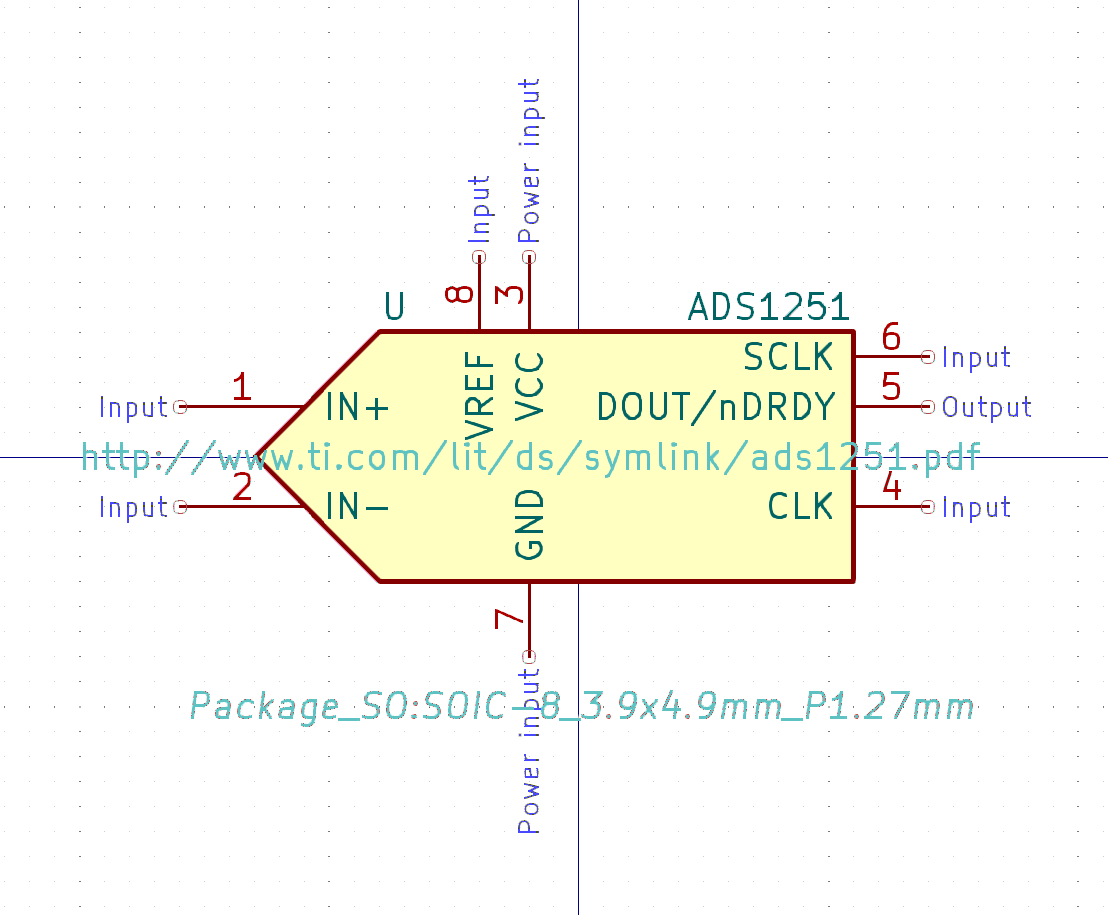 Power input
Input
8
3
U
ADS1251
6
SCLK
Input
VREF
VCC
1
5
Input
IN+
DOUT/nDRDY
Output
http://www.ti.com/lit/ds/symlink/ads1251.pdf
2
4
Input
IN-
GND
CLK
Input
7
Package_SO:SOIC-8_3.9x4.9mm_P1.27mm
Power input